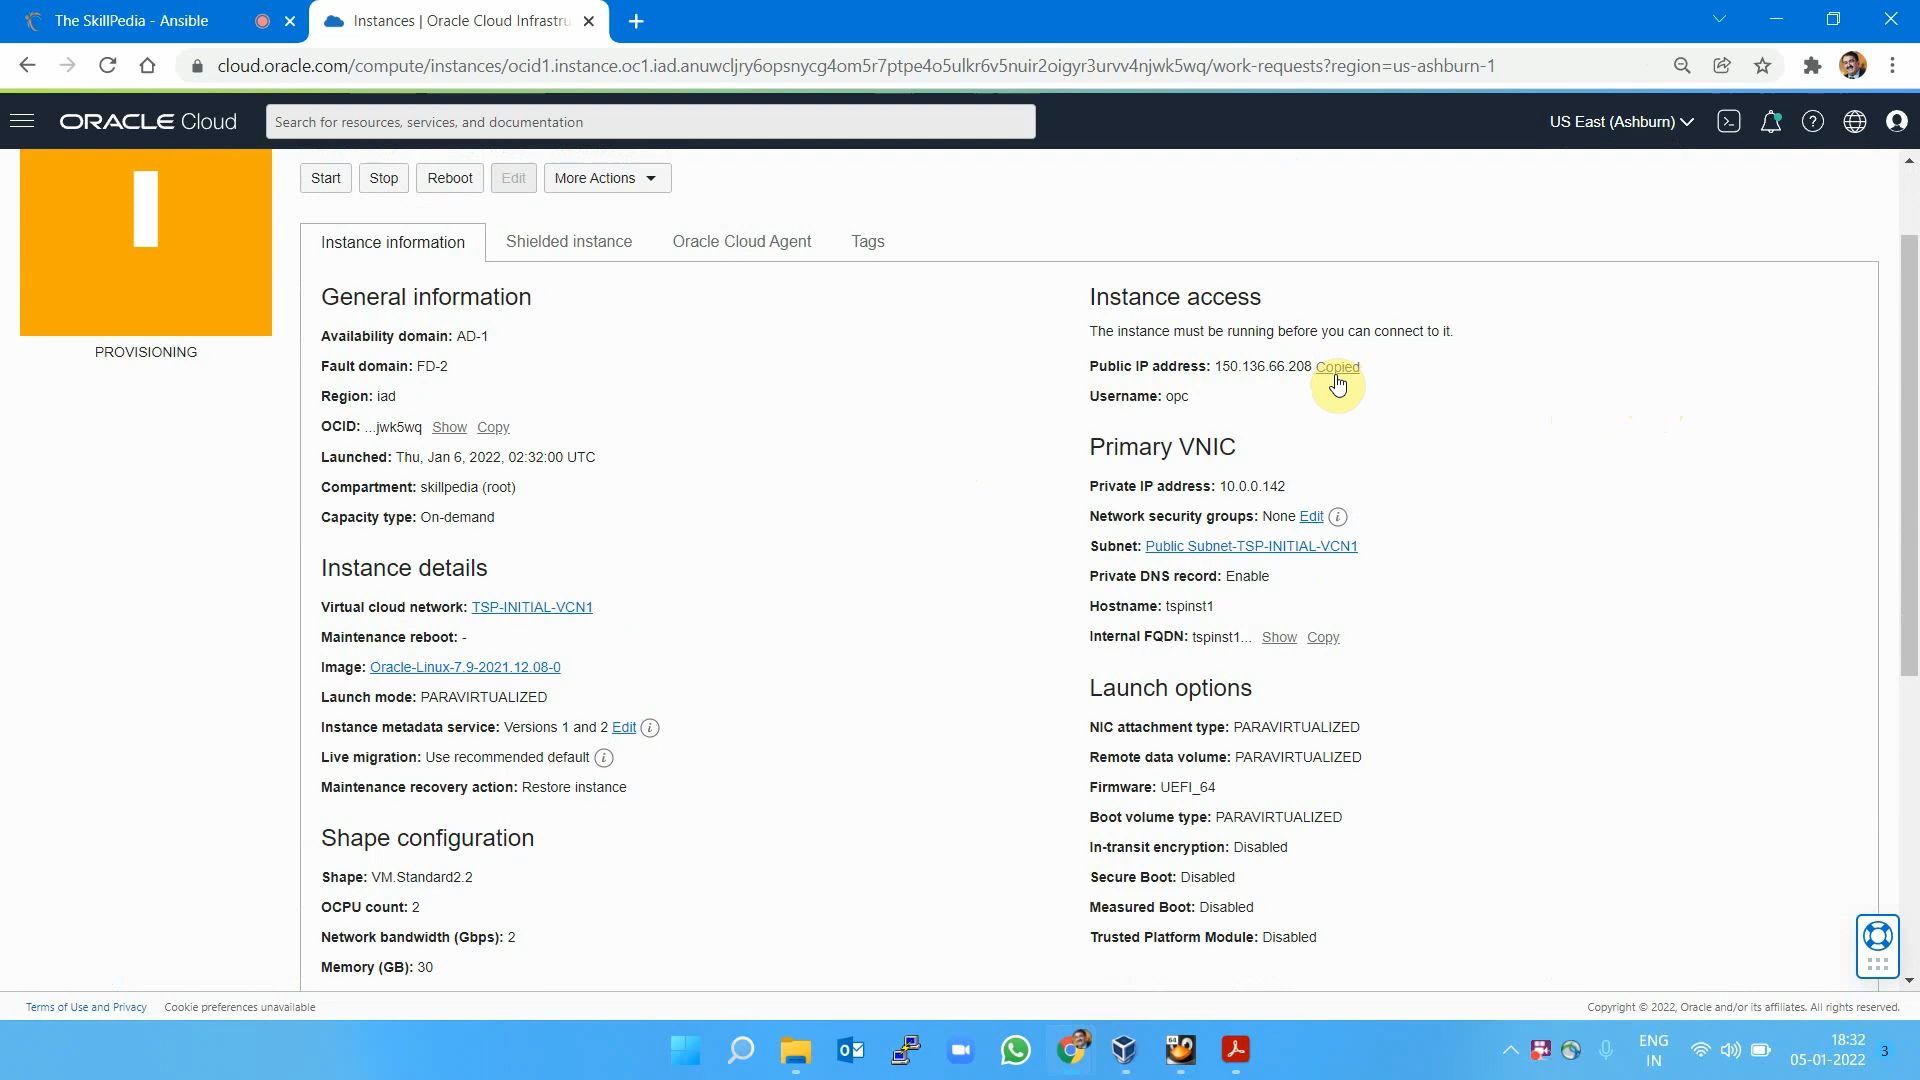 The SkillPedia - Ansible
Instances | Oracle Cloud Infrastru
cloud.oracle.com/compute/instances/ocid1.instance.oc1.iad.anuwcljry6opsnycg4om5r7ptpe4o5ulkr6v5nuir2oigyr3urvv4njwk5wq/work-requests?region=us-ashburn-1
ORACLE Cloud
Search for resources, services, and documentation
US East (Ashburn)
Start Stop Reboot Edit More Actions
Instance information Shielded instance Oracle Cloud Agent Tags
PROVISIONING
General information
Availability domain: AD-1
Fault domain: FD-2
Region: iad
OCID: ...jwk5wq Show Copy
Launched: Thu, Jan 6, 2022, 02:32:00 UTC
Compartment: skillpedia (root)
Capacity type: On-demand
Instance details
Virtual cloud network: TSP-INITIAL-VCN1
Maintenance reboot: -
Image: Oracle-Linux-7.9-2021.12.08-0
Launch mode: PARAVIRTUALIZED
Instance metadata service: Versions 1 and 2 Edit
Live migration: Use recommended default
Maintenance recovery action: Restore instance
Shape configuration
Shape: VM.Standard2.2
OCPU count: 2
Network bandwidth (Gbps): 2
Memory (GB): 30
Instance access
The instance must be running before you can connect to it.
Public IP address: 150.136.66.208 Copied
Username: opc
Primary VNIC
Private IP address: 10.0.0.142
Network security groups: None Edit
Subnet: Public Subnet-TSP-INITIAL-VCN1
Private DNS record: Enable
Hostname: tspinst1
Internal FQDN: tspinst1... Show Copy
Launch options
NIC attachment type: PARAVIRTUALIZED
Remote data volume: PARAVIRTUALIZED
Firmware: UEFI_64
Boot volume type: PARAVIRTUALIZED
In-transit encryption: Disabled
Secure Boot: Disabled
Measured Boot: Disabled
Trusted Platform Module: Disabled
Terms of Use and Privacy Cookie preferences unavailable
Copyright © 2022, Oracle and/or its affiliates. All rights reserved.
ENG
IN
18:32
05-01-2022
3